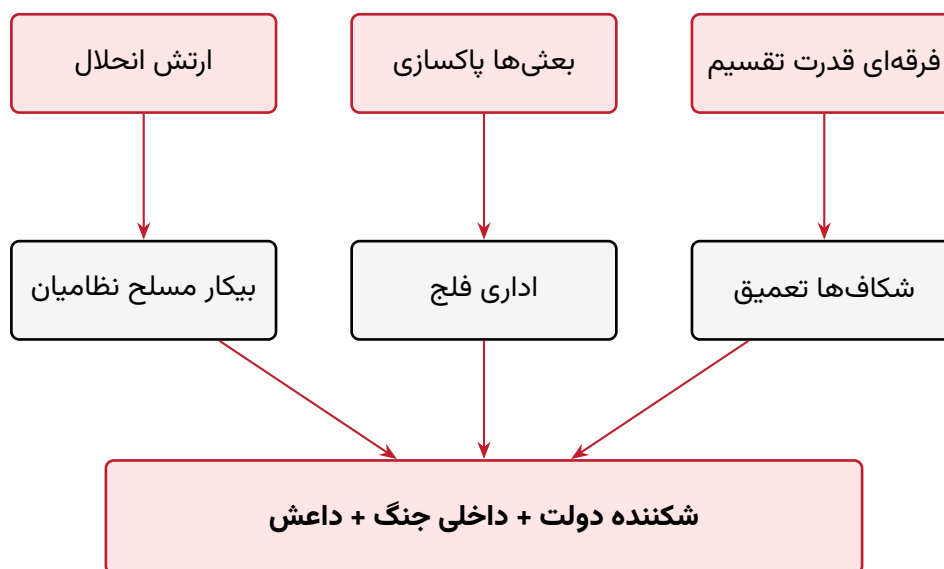 فرقه‌ای قدرت تقسیم
بعثی‌ها پاکسازی
ارتش انحلال
شکاف‌ها تعمیق
اداری فلج
بیکار مسلح نظامیان
شکننده دولت + داخلی جنگ + داعش